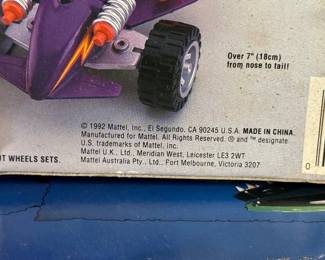 Over 7" (18cm)
from nose to tail!
© 1992 Mattel, Inc., El Segundo, CA 90245 U.S.A. MADE IN CHINA.
Manufactured for Mattel. All Rights Reserved. ® and ™ designate
U.S. trademarks of Mattel, Inc.
OT WHEELS SETS.
Mattel U.K., Ltd., Meridian West, Leicester LE3 2WT
Mattel Australia Pty., Ltd., Port Melbourne, Victoria 3207
0